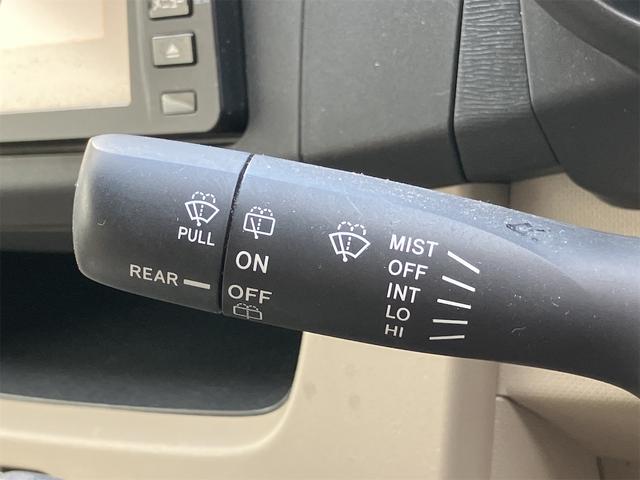 PULL
REAR
ON
OFF
MIST
OFF
INT
LO
HI